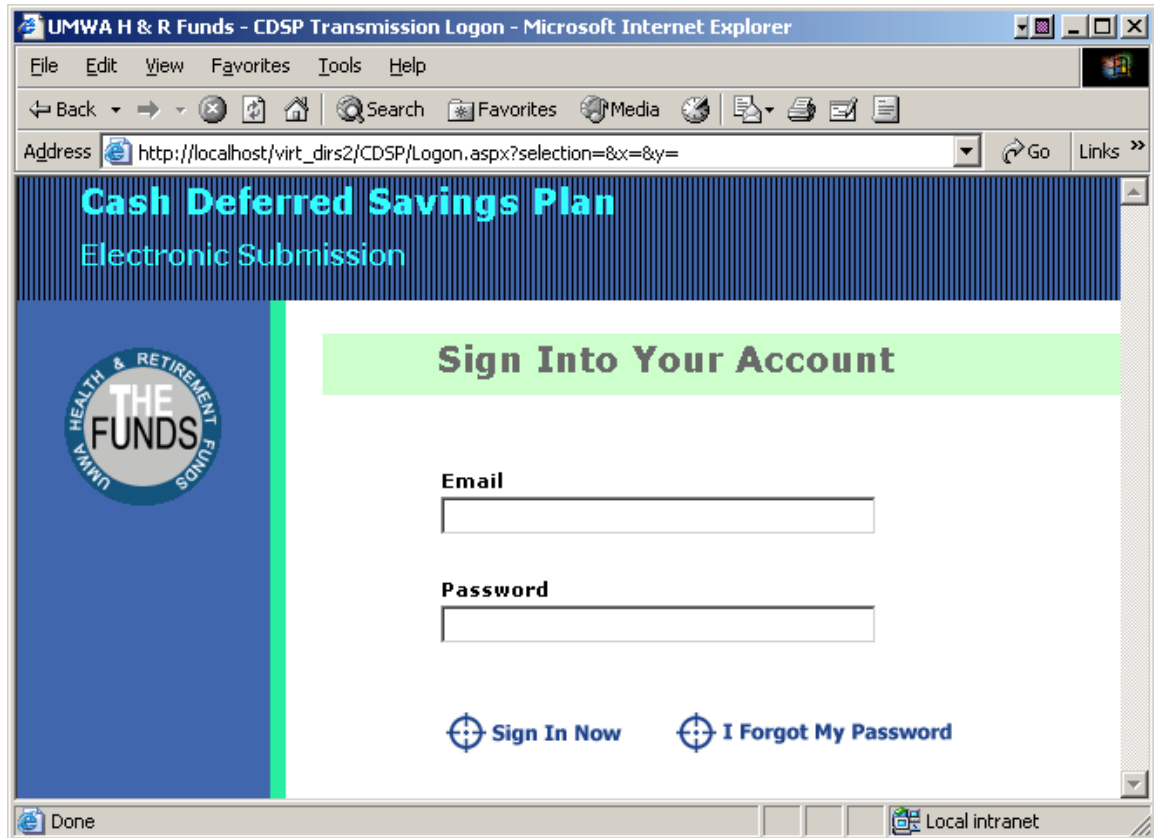 UMWA H & R Funds - CDSP Transmission Logon - Microsoft Internet Explorer
File Edit View Favorites Tools Help
Back Search Favorites Media
Address http://localhost/virt_dirs2/CDSP/Logon.aspx?selection=&x=&y= Go Links »
Cash Deferred Savings Plan
Electronic Submission
UMWA HEALTH & RETIREMENT FUNDS
THE
FUNDS
Sign Into Your Account
Email
Password
Sign In Now I Forgot My Password
Done Local intranet